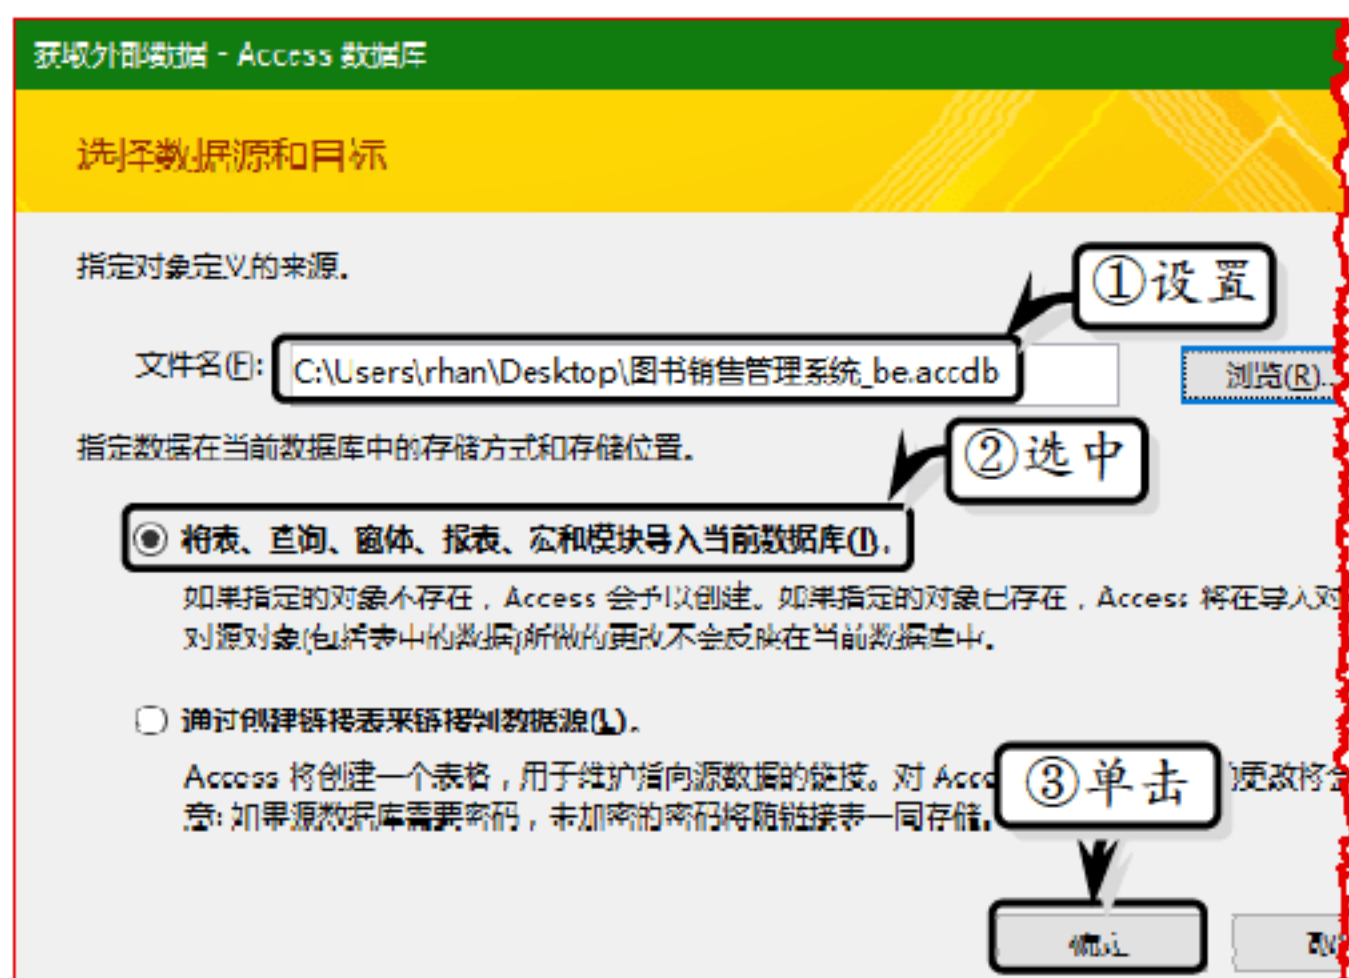 获取外部数据 - Access 数据库
选择数据源和目标
指定对象定义的来源。
①设置
文件名(F):
C:\Users\rhan\Desktop\图书销售管理系统_be.accdb
浏览(R)...
指定数据在当前数据库中的存储方式和存储位置。
②选中
将表、查询、窗体、报表、宏和模块导入当前数据库(I)。
如果指定的对象不存在，Access 会予以创建。如果指定的对象已存在，Access 将在导入对
对源对象(包括表中的数据)所做的更改不会反映在当前数据库中。
通过创建链接表来链接到数据源(L)。
Access 将创建一个表格，用于维护指向源数据的链接。对 Acce
的更改将会
意: 如果源数据库需要密码，未加密的密码将随链接表一同存储。
③单击
确定